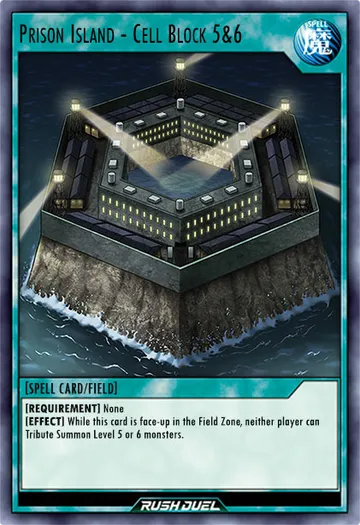 Prison Island - Cell Block 5&6
SPELL
魔
[SPELL CARD/FIELD]
[REQUIREMENT] None
[EFFECT] While this card is face-up in the Field Zone, neither player can
Tribute Summon Level 5 or 6 monsters.
RUSH DUEL